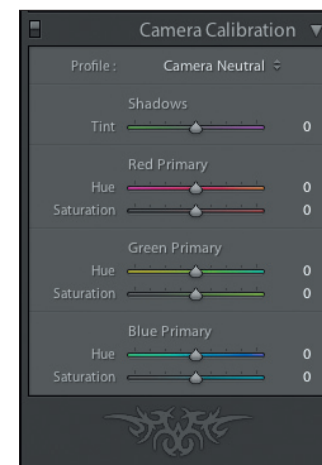 Camera Calibration
Profile : Camera Neutral
Shadows
Tint 0
Red Primary
Hue 0
Saturation 0
Green Primary
Hue 0
Saturation 0
Blue Primary
Hue 0
Saturation 0